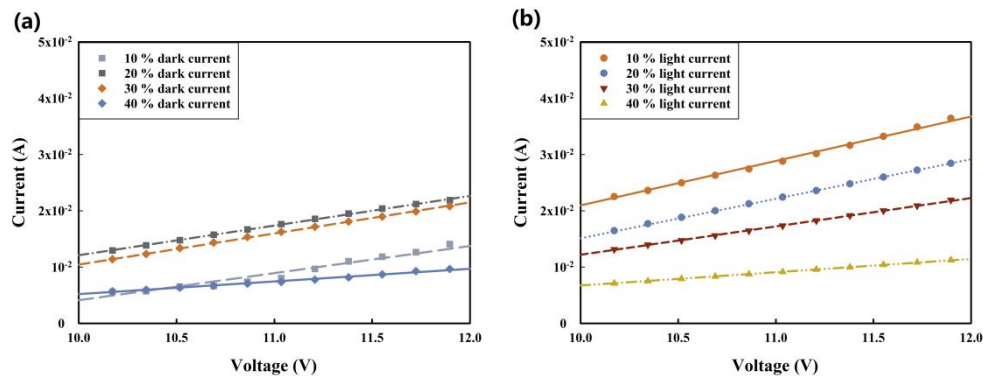 (a)
5x10⁻²
4x10⁻²
3x10⁻²
2x10⁻²
10⁻²
0
10.0 10.5 11.0 11.5 12.0
Current (A)
Voltage (V)
10 % dark current
20 % dark current
30 % dark current
40 % dark current
(b)
5x10⁻²
4x10⁻²
3x10⁻²
2x10⁻²
10⁻²
0
10.0 10.5 11.0 11.5 12.0
Current (A)
Voltage (V)
10 % light current
20 % light current
30 % light current
40 % light current